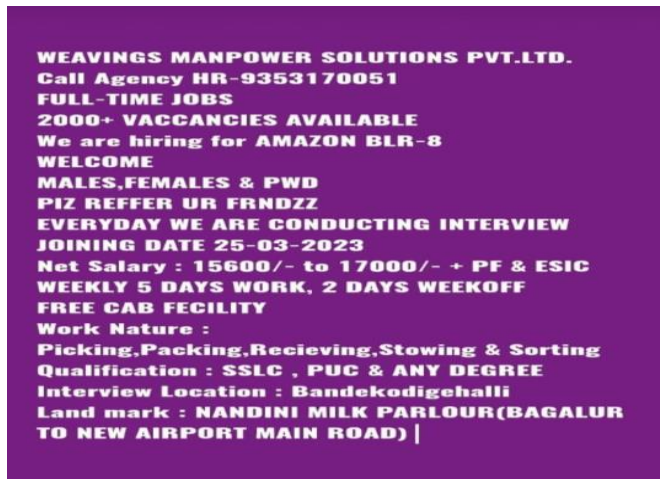 WEAVINGS MANPOWER SOLUTIONS PVT.LTD.
Call Agency HR-9353170051
FULL-TIME JOBS
2000+ VACCANCIES AVAILABLE
We are hiring for AMAZON BLR-8
WELCOME
MALES,FEMALES & PWD
PIZ REFFER UR FRNDZZ
EVERYDAY WE ARE CONDUCTING INTERVIEW
JOINING DATE 25-03-2023
Net Salary : 15600/- to 17000/- + PF & ESIC
WEEKLY 5 DAYS WORK, 2 DAYS WEEKOFF
FREE CAB FECILITY
Work Nature :
Picking,Packing,Recieving,Stowing & Sorting
Qualification : SSLC , PUC & ANY DEGREE
Interview Location : Bandekodigehalli
Land mark : NANDINI MILK PARLOUR(BAGALUR
TO NEW AIRPORT MAIN ROAD)